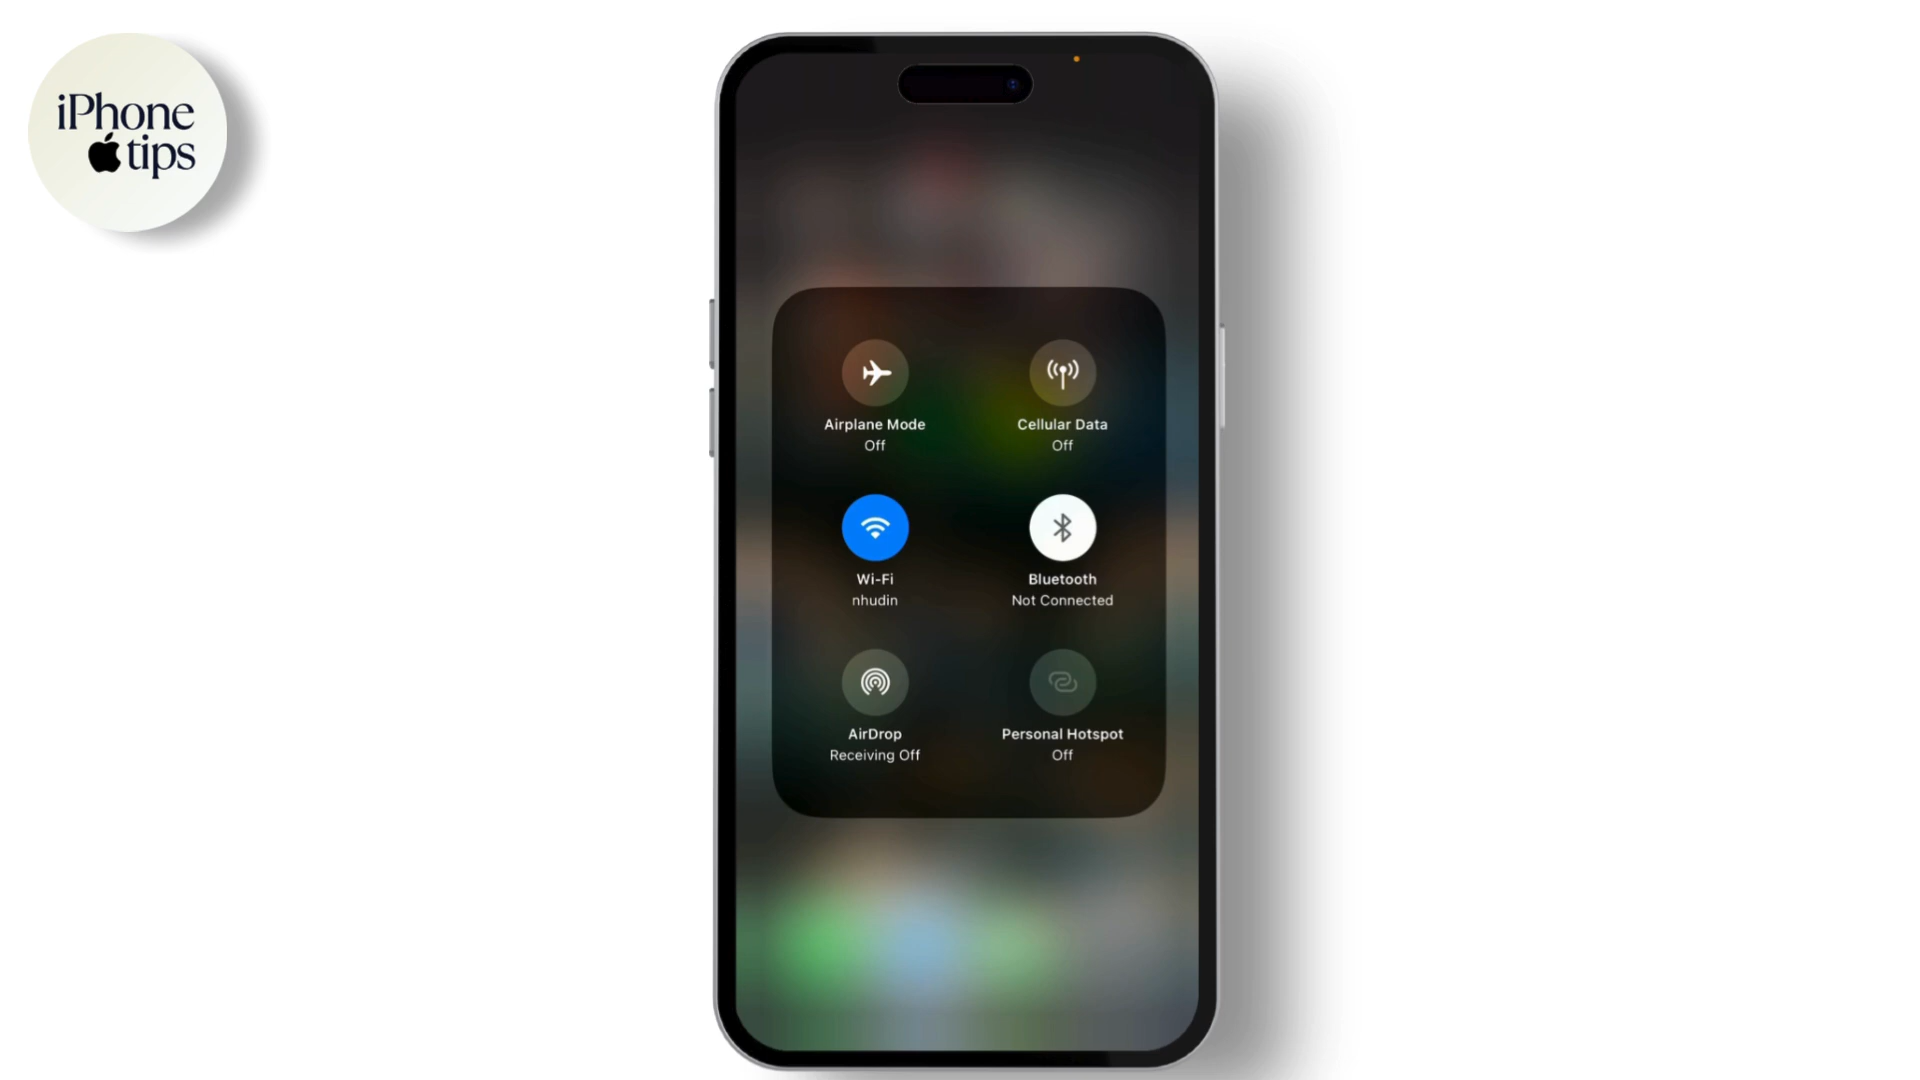 iPhone
tips
Airplane Mode
Off
Cellular Data
Off
Wi-Fi
nhudin
Bluetooth
Not Connected
AirDrop
Receiving Off
Personal Hotspot
Off